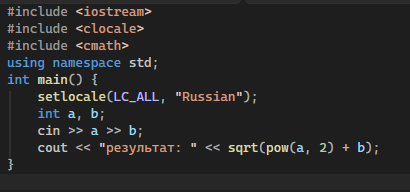 #include <iostream>
#include <clocale>
#include <cmath>
using namespace std;
int main() {
    setlocale(LC_ALL, "Russian");
    int a, b;
    cin >> a >> b;
    cout << "результат: " << sqrt(pow(a, 2) + b);
}